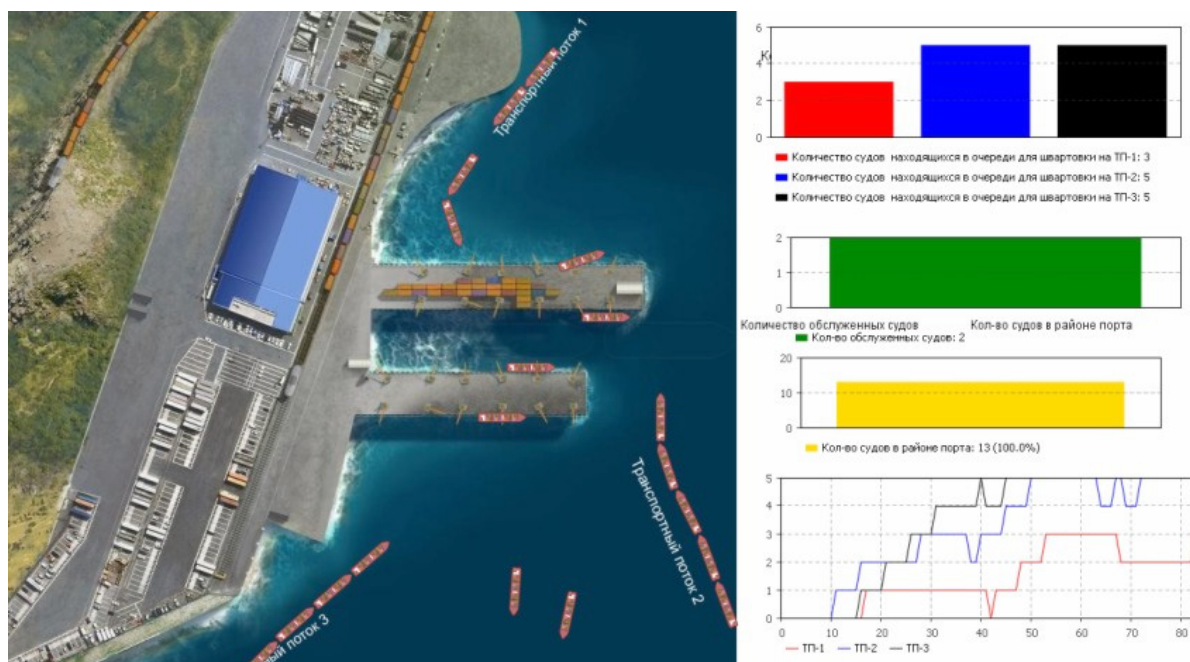 Транспортный поток 1
Транспортный поток 2
ный поток 3
6
4
2
0
Количество судов находящихся в очереди для швартовки на ТП-1: 3
Количество судов находящихся в очереди для швартовки на ТП-2: 5
Количество судов находящихся в очереди для швартовки на ТП-3: 5
2
1
0
Количество обслуженных судов Кол-во судов в районе порта
Кол-во обслуженных судов: 2
20
10
0
Кол-во судов в районе порта: 13 (100.0%)
5
4
3
2
1
0
0 10 20 30 40 50 60 70 80
ТП-1 ТП-2 ТП-3